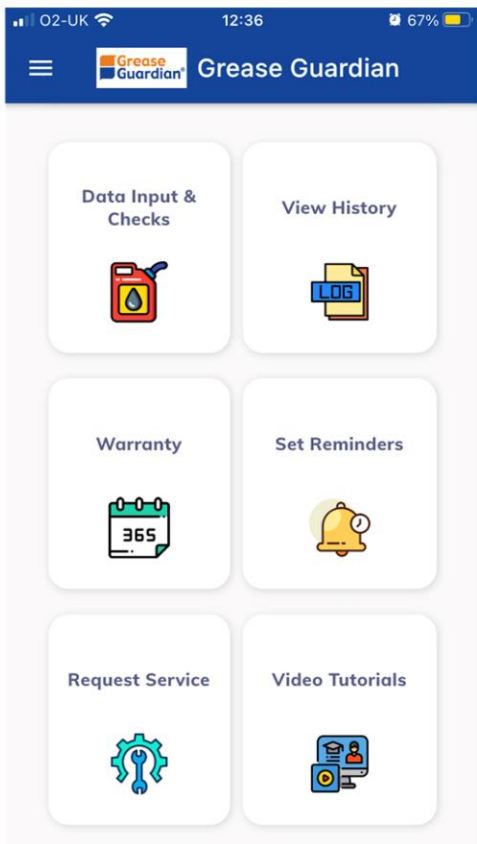 O2-UK 12:36 67%
Grease
Guardian®
Grease Guardian
Data Input &
Checks
View History
LOG
Warranty
Set Reminders
365
Request Service
Video Tutorials